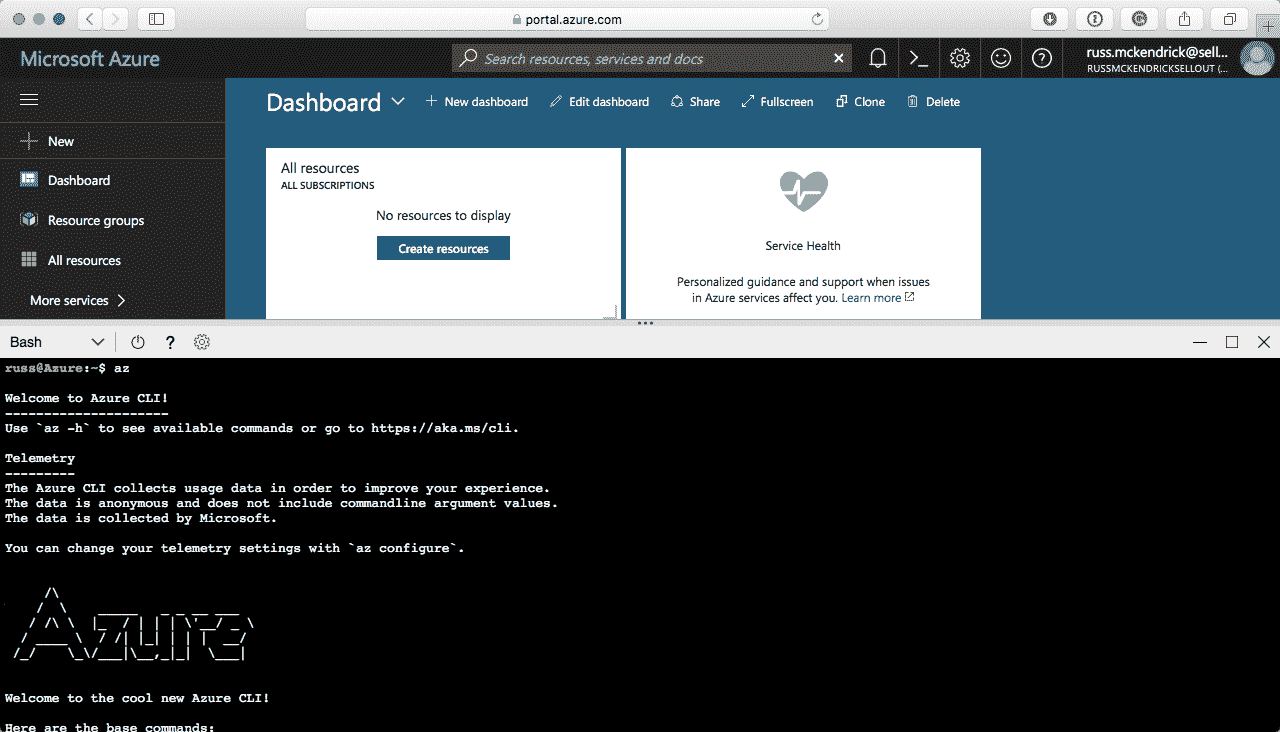 portal.azure.com
Microsoft Azure
Search resources, services and docs
russ.mckendrick@sell...
RUSSMCKENDRICKSELLOUT (...
Dashboard
New dashboard
Edit dashboard
Share
Fullscreen
Clone
Delete
New
Dashboard
Resource groups
All resources
More services
All resources
ALL SUBSCRIPTIONS
No resources to display
Create resources
Service Health
Personalized guidance and support when issues
in Azure services affect you. Learn more
Bash
russ@Azure:~$ az
Welcome to Azure CLI!
---------------------
Use `az -h` to see available commands or go to https://aka.ms/cli.
Telemetry
---------
The Azure CLI collects usage data in order to improve your experience.
The data is anonymous and does not include commandline argument values.
The data is collected by Microsoft.
You can change your telemetry settings with `az configure`.
Azure
Welcome to the cool new Azure CLI!
Here are the base commands: